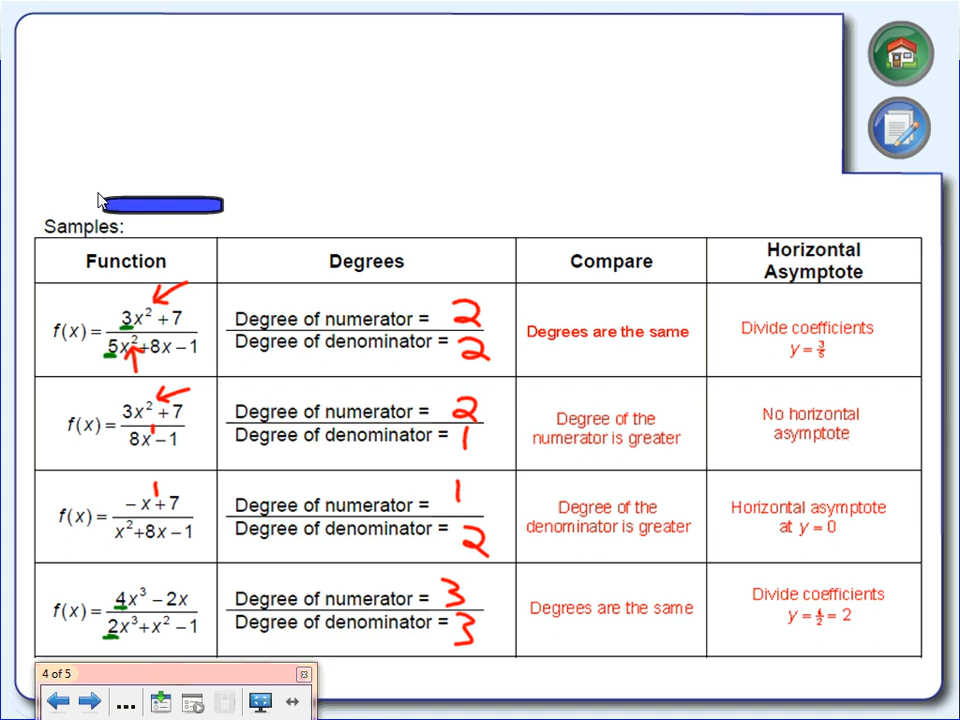 Samples:
Function
Degrees
Compare
Horizontal
Asymptote
f(x) = (3x² + 7)/(5x² + 8x − 1)
Degree of numerator = 2
Degree of denominator = 2
Degrees are the same
Divide coefficients
y = 3/5
f(x) = (3x² + 7)/(8x¹ − 1)
Degree of numerator = 2
Degree of denominator = 1
Degree of the
numerator is greater
No horizontal
asymptote
f(x) = (− x¹ + 7)/(x² + 8x − 1)
Degree of numerator = 1
Degree of denominator = 2
Degree of the
denominator is greater
Horizontal asymptote
at y = 0
f(x) = (4x³ − 2x)/(2x³ + x² − 1)
Degree of numerator = 3
Degree of denominator = 3
Degrees are the same
Divide coefficients
y = 4/2 = 2
4 of 5